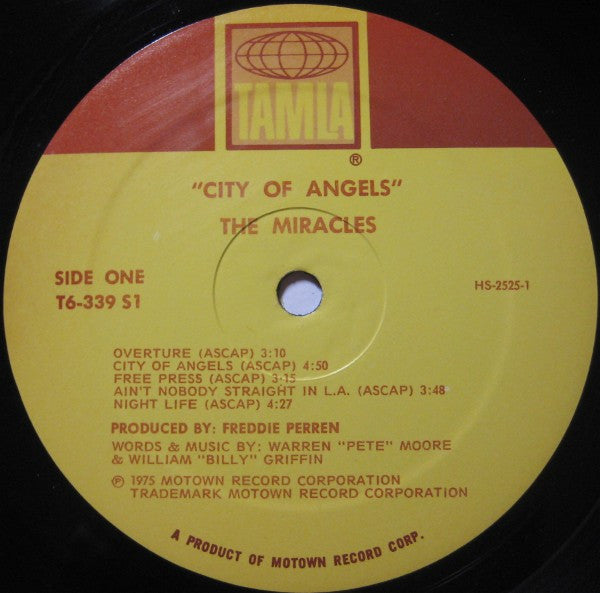 TAMLA
®
"CITY OF ANGELS"
THE MIRACLES
SIDE ONE
T6-339 S1
HS-2525-1
OVERTURE (ASCAP) 3:10
CITY OF ANGELS (ASCAP) 4:50
FREE PRESS (ASCAP) 3:15
AIN'T NOBODY STRAIGHT IN L.A. (ASCAP) 3:48
NIGHT LIFE (ASCAP) 4:27
PRODUCED BY: FREDDIE PERREN
WORDS & MUSIC BY: WARREN "PETE" MOORE
& WILLIAM "BILLY" GRIFFIN
℗ 1975 MOTOWN RECORD CORPORATION
TRADEMARK MOTOWN RECORD CORPORATION
A PRODUCT OF MOTOWN RECORD CORP.